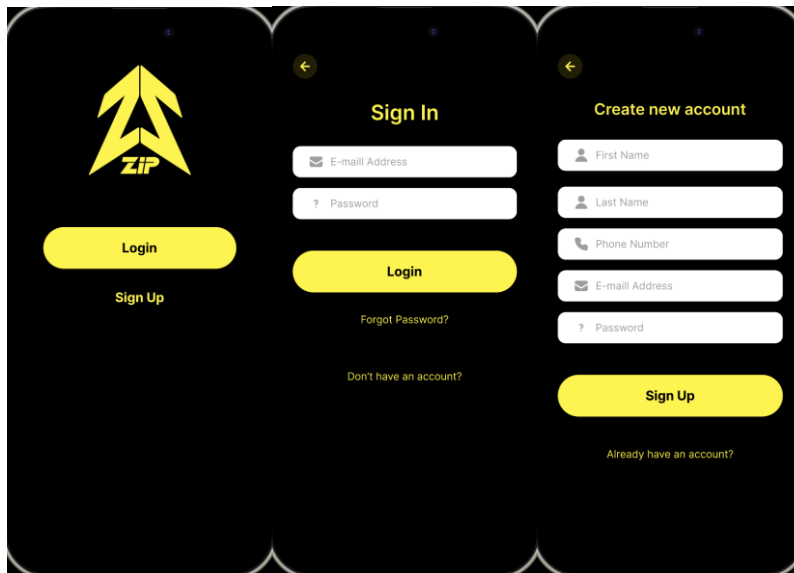 ZIP
Login
Sign Up
Sign In
E-maill Address
? Password
Login
Forgot Password?
Don't have an account?
Create new account
First Name
Last Name
Phone Number
E-maill Address
? Password
Sign Up
Already have an account?